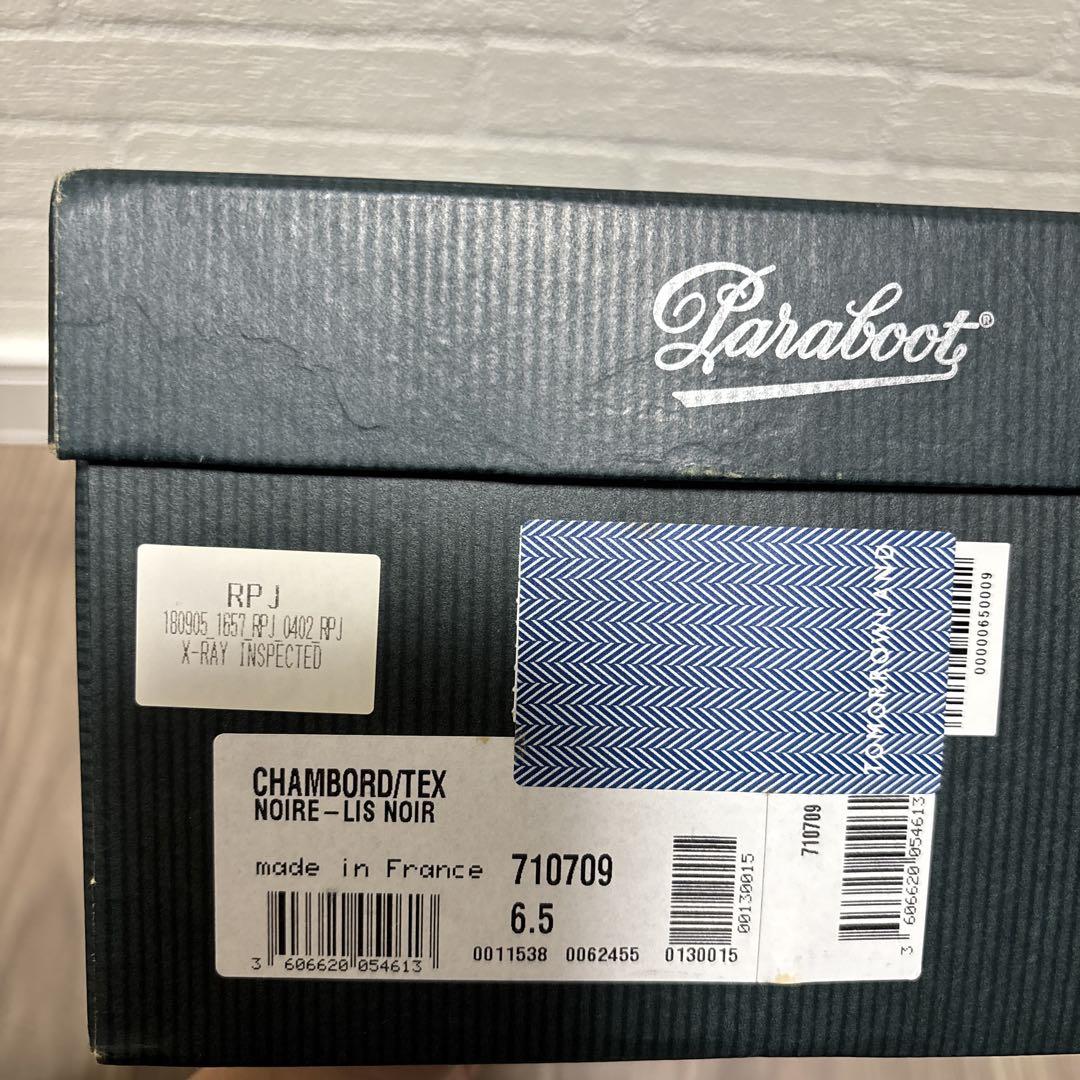 Paraboot®
RPJ
180905_1657_RPJ_0402_RPJ
X-RAY INSPECTED
TOMORROWLAND
00000650009
CHAMBORD/TEX
NOIRE–LIS NOIR
made in France 710709
6.5
3 606620 054613
0011538 0062455 0130015
00130015
710709
3 606620 054613